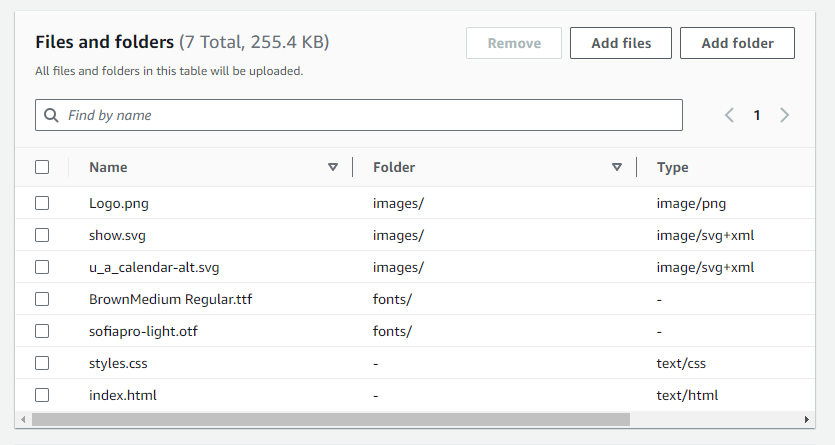 Files and folders (7 Total, 255.4 KB)
Remove
Add files
Add folder
All files and folders in this table will be uploaded.
Find by name
1
Name Folder Type
Logo.png images/ image/png
show.svg images/ image/svg+xml
u_a_calendar-alt.svg images/ image/svg+xml
BrownMedium Regular.ttf fonts/ -
sofiapro-light.otf fonts/ -
styles.css - text/css
index.html - text/html